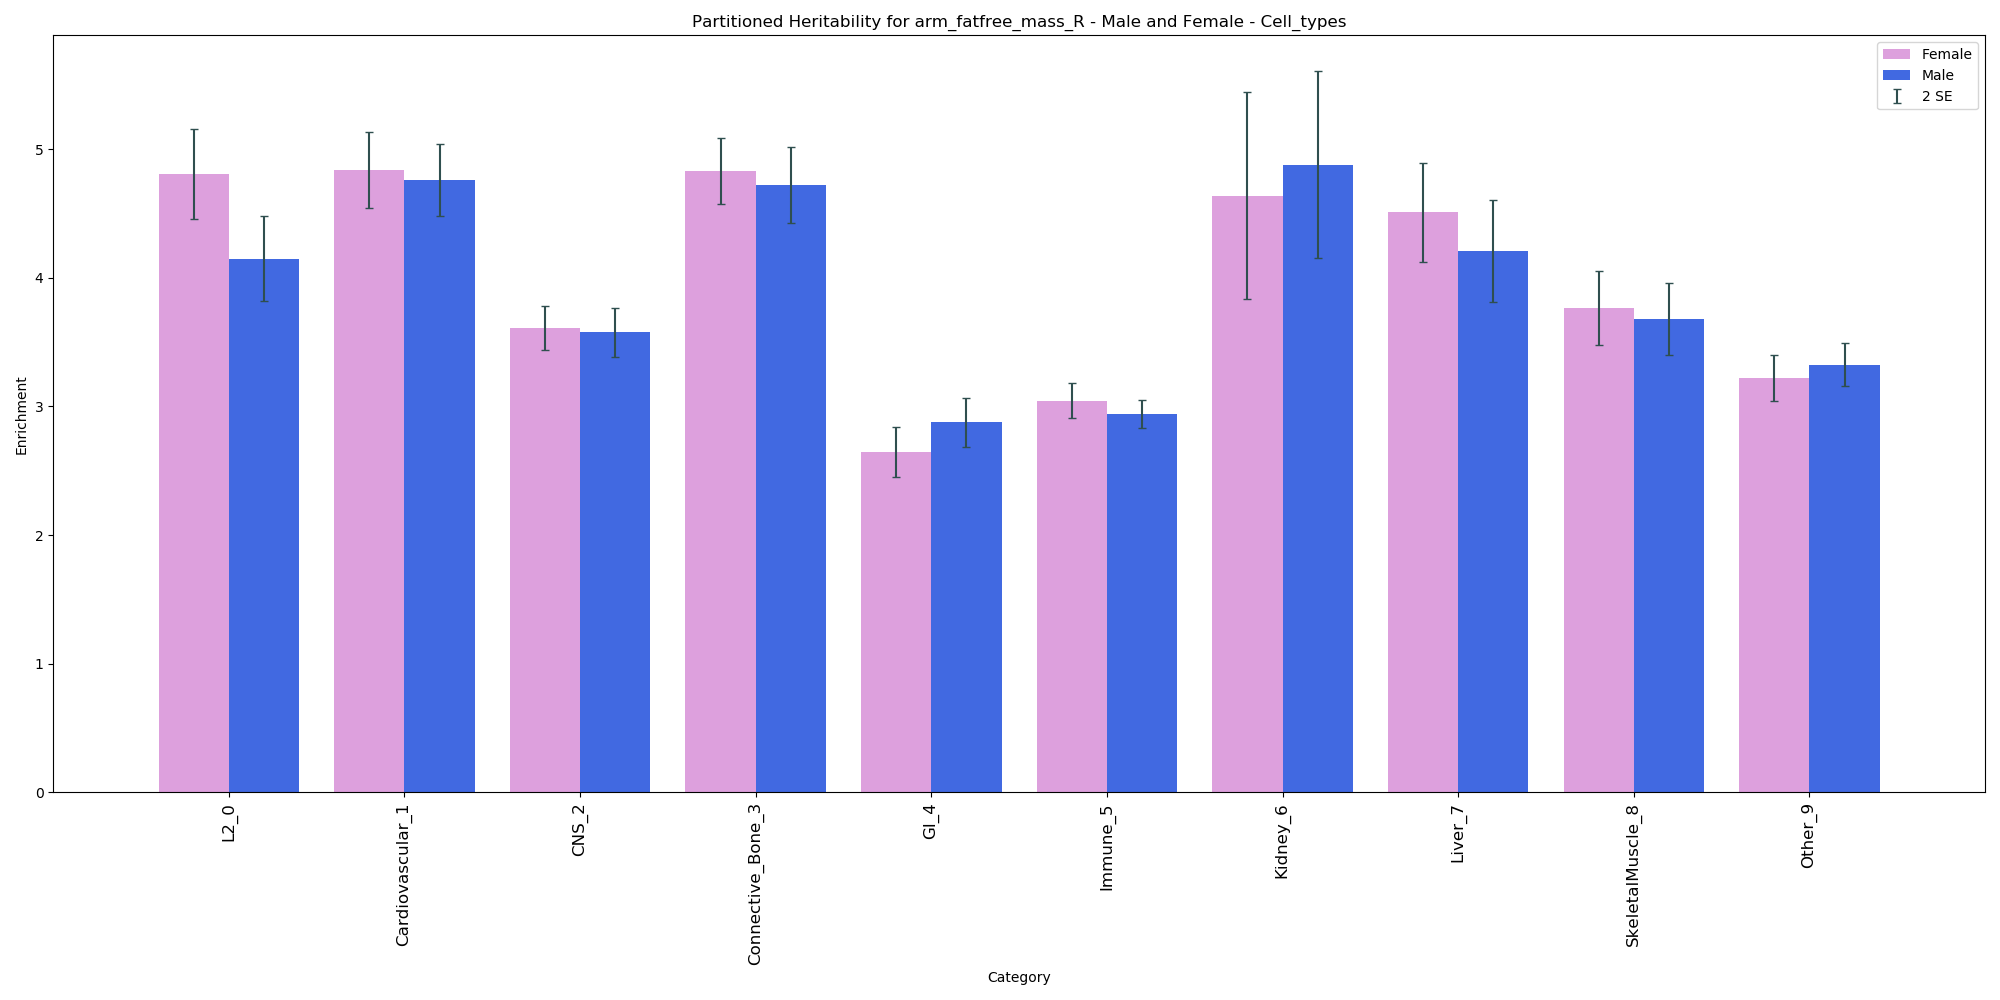 Partitioned Heritability for arm_fatfree_mass_R - Male and Female - Cell_types
Female
Male
2 SE
Enrichment
5
4
3
2
1
0
L2_0
Cardiovascular_1
CNS_2
Connective_Bone_3
GI_4
Immune_5
Kidney_6
Liver_7
SkeletalMuscle_8
Other_9
Category